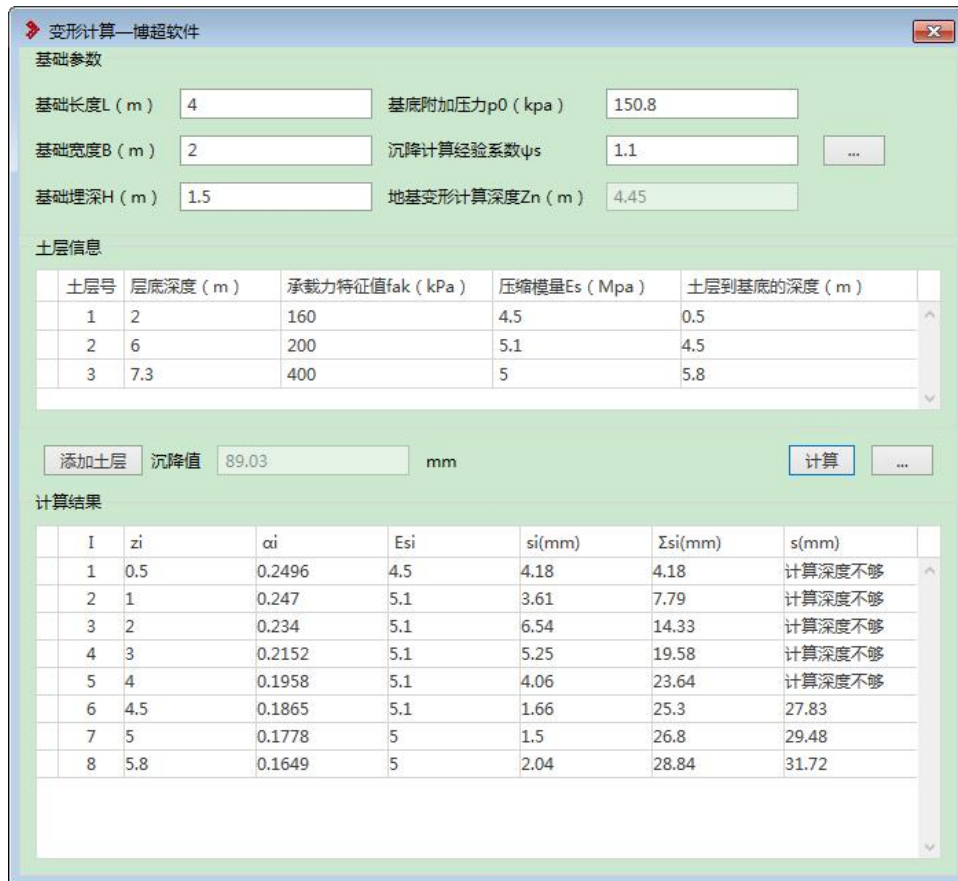 变形计算—博超软件
基础参数
基础长度L（m） 4 基底附加压力p0（kpa） 150.8
基础宽度B（m） 2 沉降计算经验系数ψs 1.1 ...
基础埋深H（m） 1.5 地基变形计算深度Zn（m） 4.45
土层信息
土层号 层底深度（m） 承载力特征值fak（kPa） 压缩模量Es（Mpa） 土层到基底的深度（m）
1 2 160 4.5 0.5
2 6 200 5.1 4.5
3 7.3 400 5 5.8
添加土层 沉降值 89.03 mm 计算 ...
计算结果
I zi αi Esi si(mm) Σsi(mm) s(mm)
1 0.5 0.2496 4.5 4.18 4.18 计算深度不够
2 1 0.247 5.1 3.61 7.79 计算深度不够
3 2 0.234 5.1 6.54 14.33 计算深度不够
4 3 0.2152 5.1 5.25 19.58 计算深度不够
5 4 0.1958 5.1 4.06 23.64 计算深度不够
6 4.5 0.1865 5.1 1.66 25.3 27.83
7 5 0.1778 5 1.5 26.8 29.48
8 5.8 0.1649 5 2.04 28.84 31.72